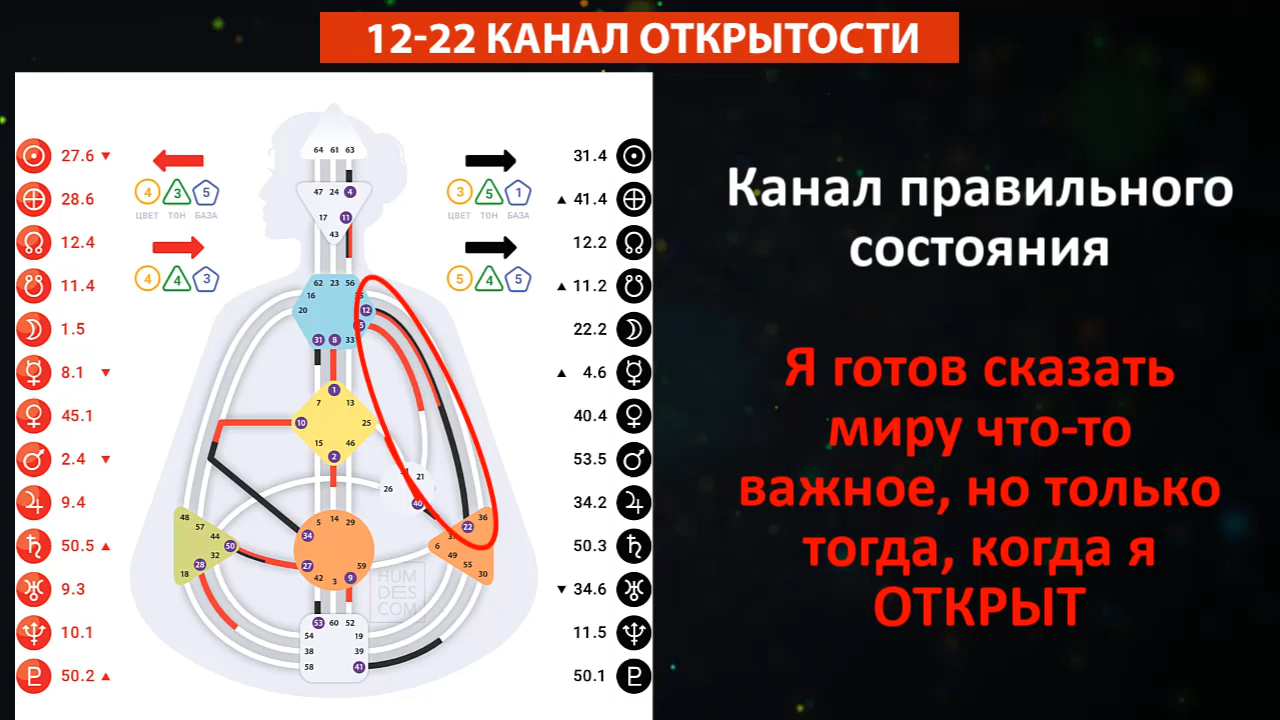 12-22 КАНАЛ ОТКРЫТОСТИ
Канал правильного
состояния
Я готов сказать
миру что-то
важное, но только
тогда, когда я
ОТКРЫТ
27.6 ▼
28.6
12.4
11.4
1.5
8.1 ▼
45.1
2.4 ▼
9.4
50.5 ▲
9.3
10.1
50.2 ▲
4 3 5
ЦВЕТ ТОН БАЗА
4 4 3
3 5 1
ЦВЕТ ТОН БАЗА
5 4 5
64 61 63
47 24 4
17 11
43
62 23 56
16
20 12
31 8 33
1
7 13
10 25
15 46
2
21
26
40
48
57
44
50
32
28
18
5 14 29
34
27 59
42 3 9
36
22
6
49
55
30
53 60 52
54 19
38 39
58 41
HUM
DES
COM
31.4
▲ 41.4
12.2
▲ 11.2
22.2
▲ 4.6
40.4
53.5
34.2
50.3
▼ 34.6
11.5
50.1